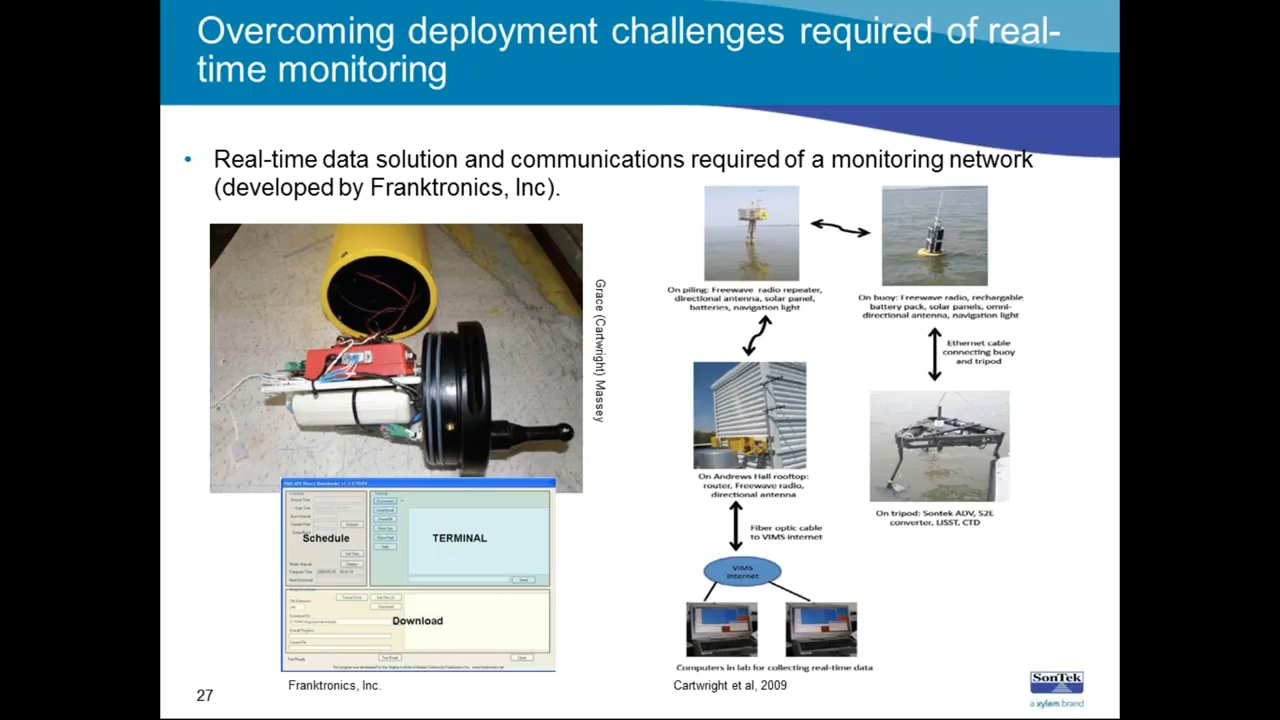 Overcoming deployment challenges required of real-
time monitoring
• Real-time data solution and communications required of a monitoring network
(developed by Franktronics, Inc).
Grace (Cartwright) Massey
On piling: Freewave radio repeater,
directional antenna, solar panel,
batteries, navigation light
On buoy: Freewave radio, rechargable
battery pack, solar panels, omni-
directional antenna, navigation light
Ethernet cable
connecting buoy
and tripod
On Andrews Hall rooftop:
router, Freewave radio,
directional antenna
On tripod: Sontek ADV, S2E
converter, LISST, CTD
Fiber optic cable
to VIMS internet
VIMS
Internet
Computers in lab for collecting real-time data
Schedule
TERMINAL
Download
Franktronics, Inc.
Cartwright et al, 2009
27
SonTek
a xylem brand